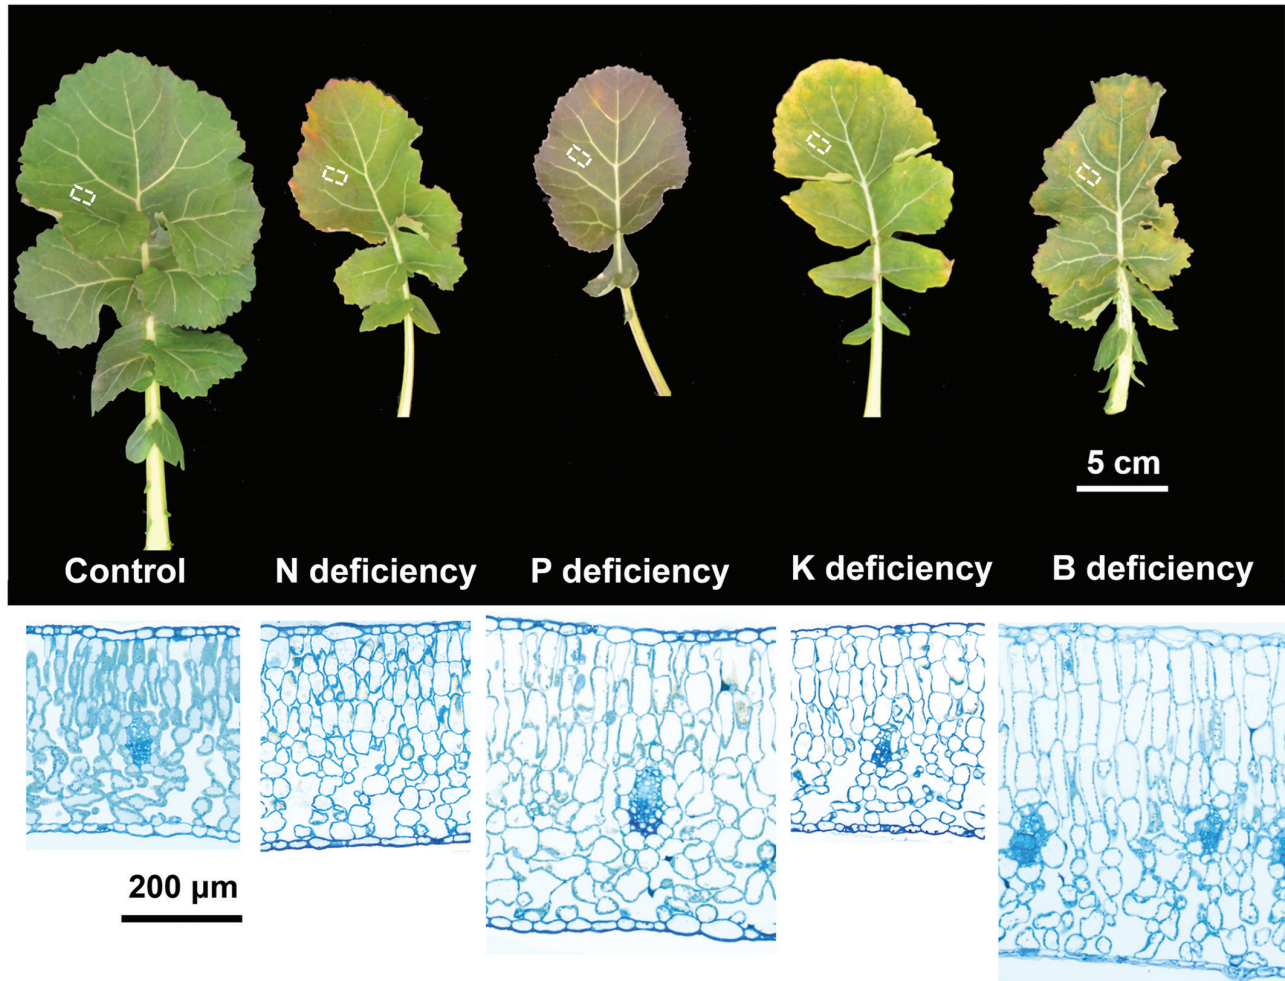 5 cm
Control
N deficiency
P deficiency
K deficiency
B deficiency
200 µm